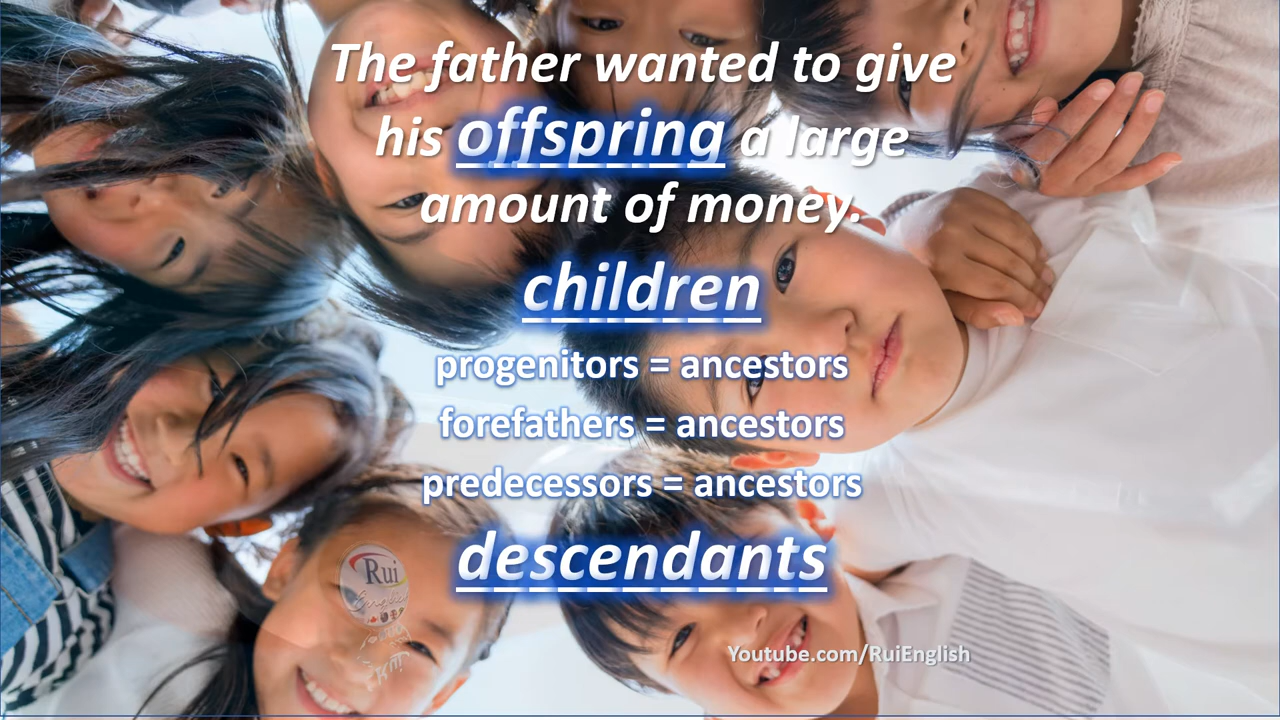 The father wanted to give
his offspring a large
amount of money.
children
progenitors = ancestors
forefathers = ancestors
predecessors = ancestors
descendants
Rui
English
Youtube.com/RuiEnglish